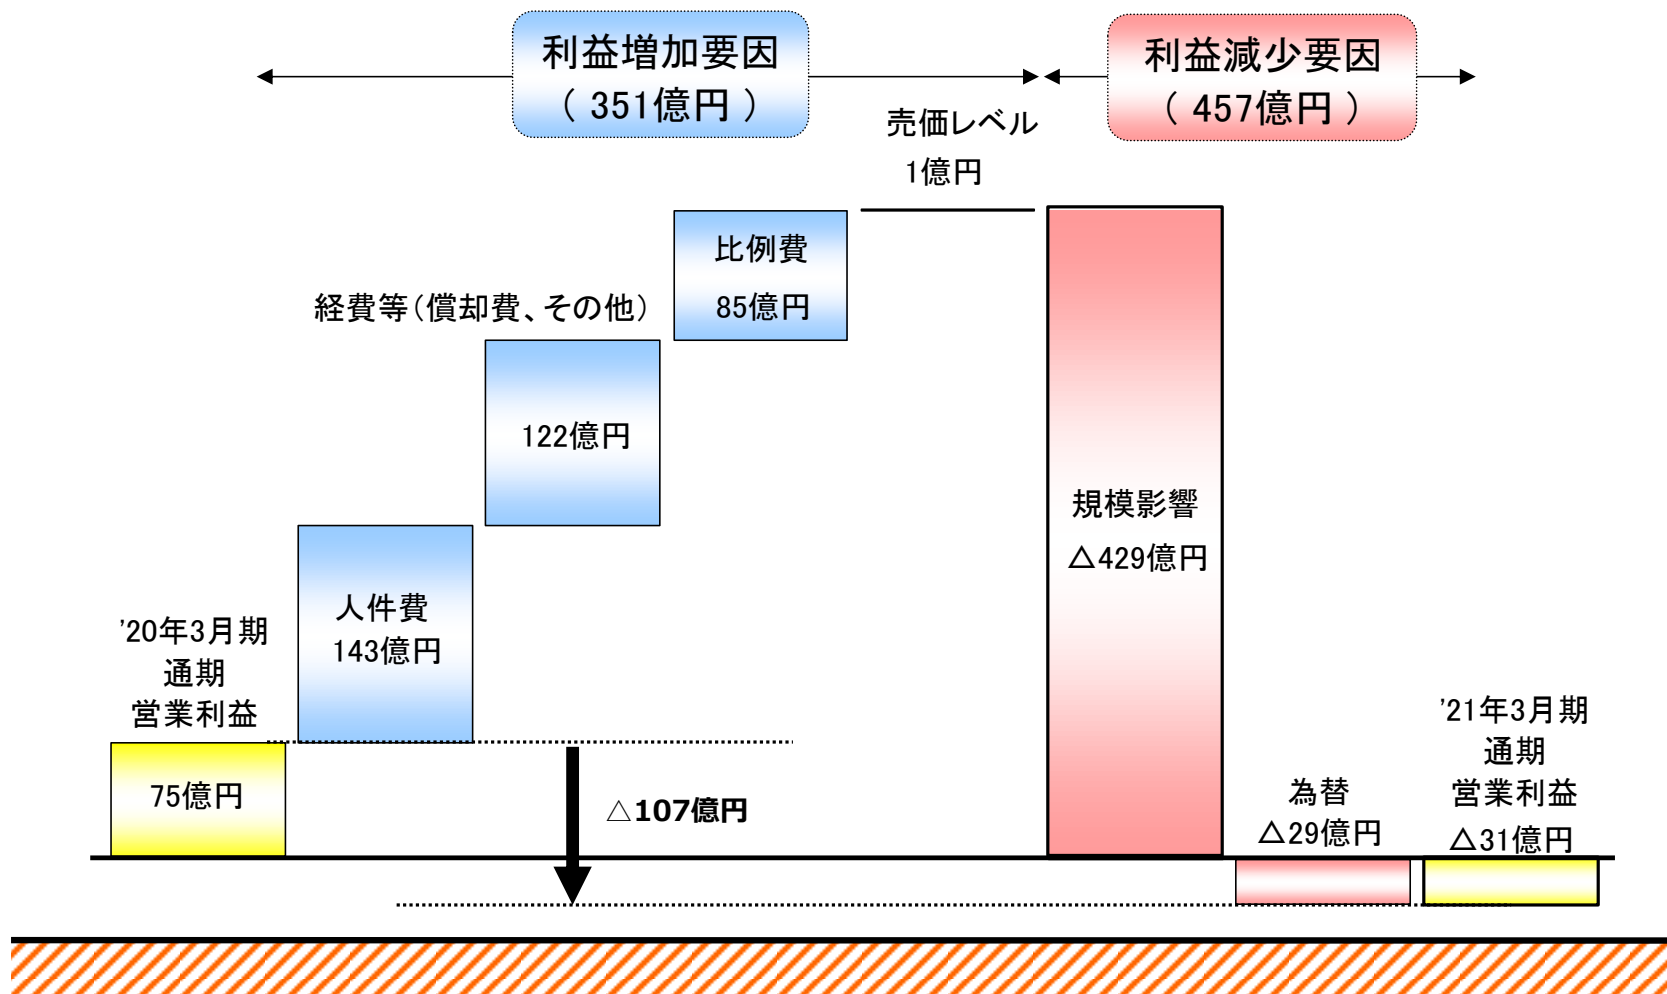 利益増加要因
( 351億円 )
利益減少要因
( 457億円 )
売価レベル
1億円
比例費
85億円
経費等(償却費、その他)
122億円
規模影響
△429億円
人件費
143億円
'20年3月期
通期
営業利益
75億円
△107億円
為替
△29億円
'21年3月期
通期
営業利益
△31億円